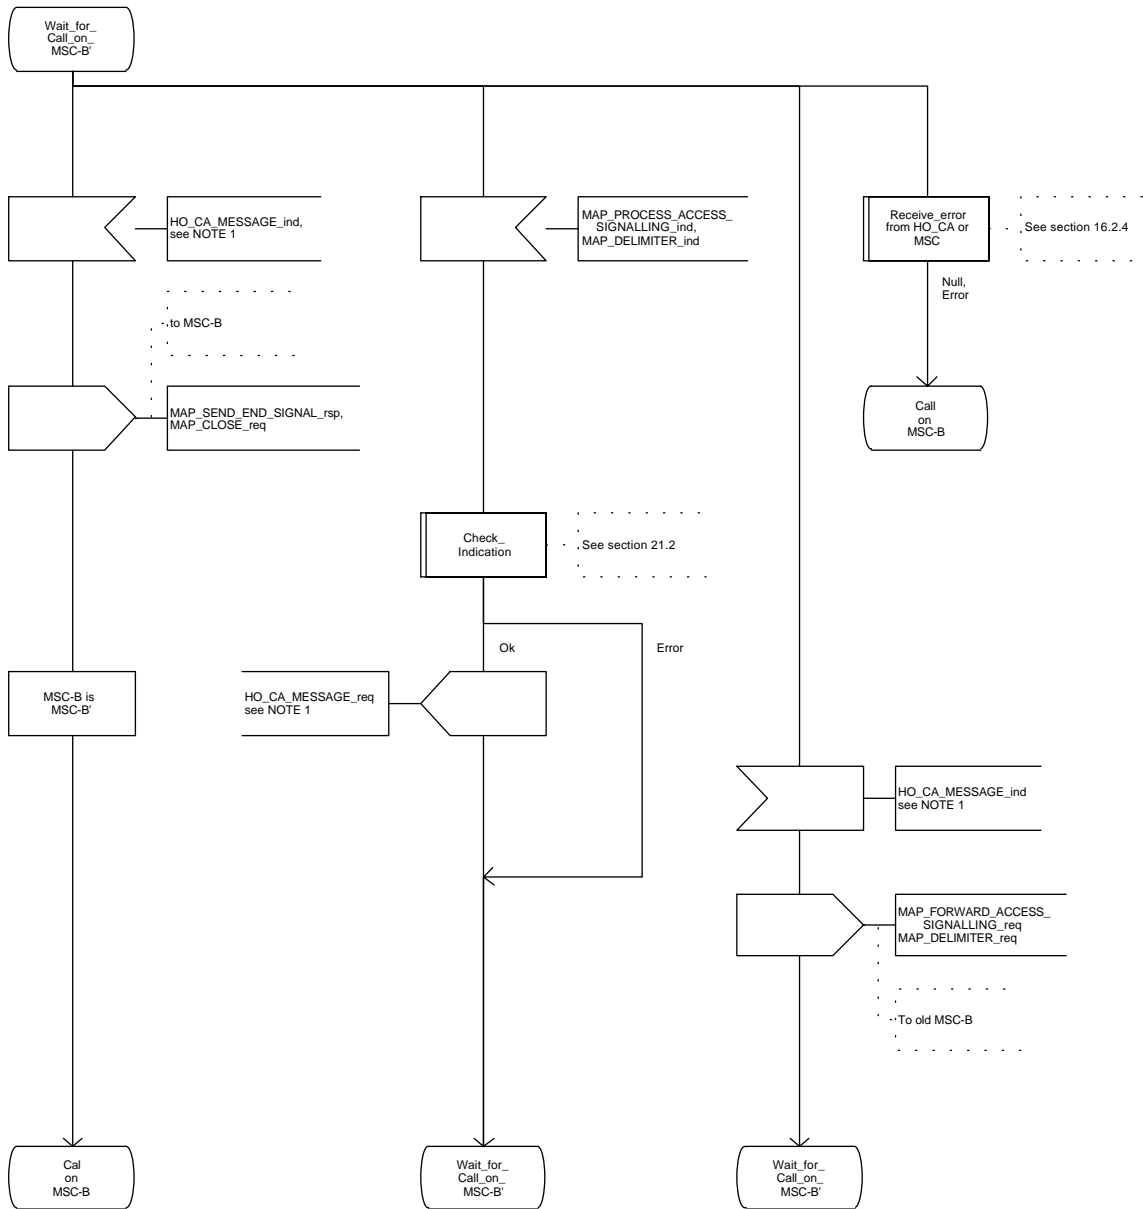 Wait_for_
Call_on_
MSC-B'
HO_CA_MESSAGE_ind,
see NOTE 1
MAP_PROCESS_ACCESS_
SIGNALLING_ind,
MAP_DELIMITER_ind
Receive_error
from HO_CA or
MSC
See section 16.2.4
Null,
Error
to MSC-B
MAP_SEND_END_SIGNAL_rsp,
MAP_CLOSE_req
Call
on
MSC-B
Check_
Indication
See section 21.2
Ok
Error
MSC-B is
MSC-B'
HO_CA_MESSAGE_req
see NOTE 1
HO_CA_MESSAGE_ind
see NOTE 1
MAP_FORWARD_ACCESS_
SIGNALLING_req
MAP_DELIMITER_req
To old MSC-B
Cal
on
MSC-B
Wait_for_
Call_on_
MSC-B'
Wait_for_
Call_on_
MSC-B'